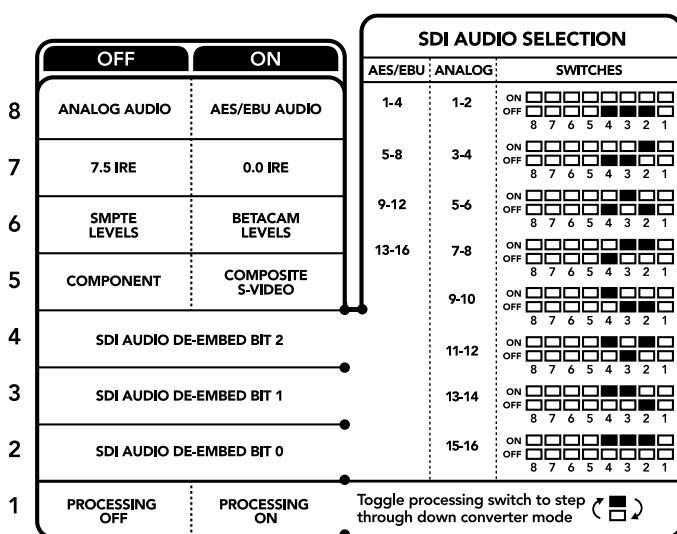 OFF ON
8 ANALOG AUDIO AES/EBU AUDIO
7 7.5 IRE 0.0 IRE
6 SMPTE LEVELS BETACAM LEVELS
5 COMPONENT COMPOSITE S-VIDEO
4 SDI AUDIO DE-EMBED BIT 2
3 SDI AUDIO DE-EMBED BIT 1
2 SDI AUDIO DE-EMBED BIT 0
1 PROCESSING OFF PROCESSING ON
SDI AUDIO SELECTION
AES/EBU ANALOG SWITCHES
1-4 1-2 ON
OFF
8 7 6 5 4 3 2 1
5-8 3-4 ON
OFF
8 7 6 5 4 3 2 1
9-12 5-6 ON
OFF
8 7 6 5 4 3 2 1
13-16 7-8 ON
OFF
8 7 6 5 4 3 2 1
9-10 ON
OFF
8 7 6 5 4 3 2 1
11-12 ON
OFF
8 7 6 5 4 3 2 1
13-14 ON
OFF
8 7 6 5 4 3 2 1
15-16 ON
OFF
8 7 6 5 4 3 2 1
Toggle processing switch to step
through down converter mode